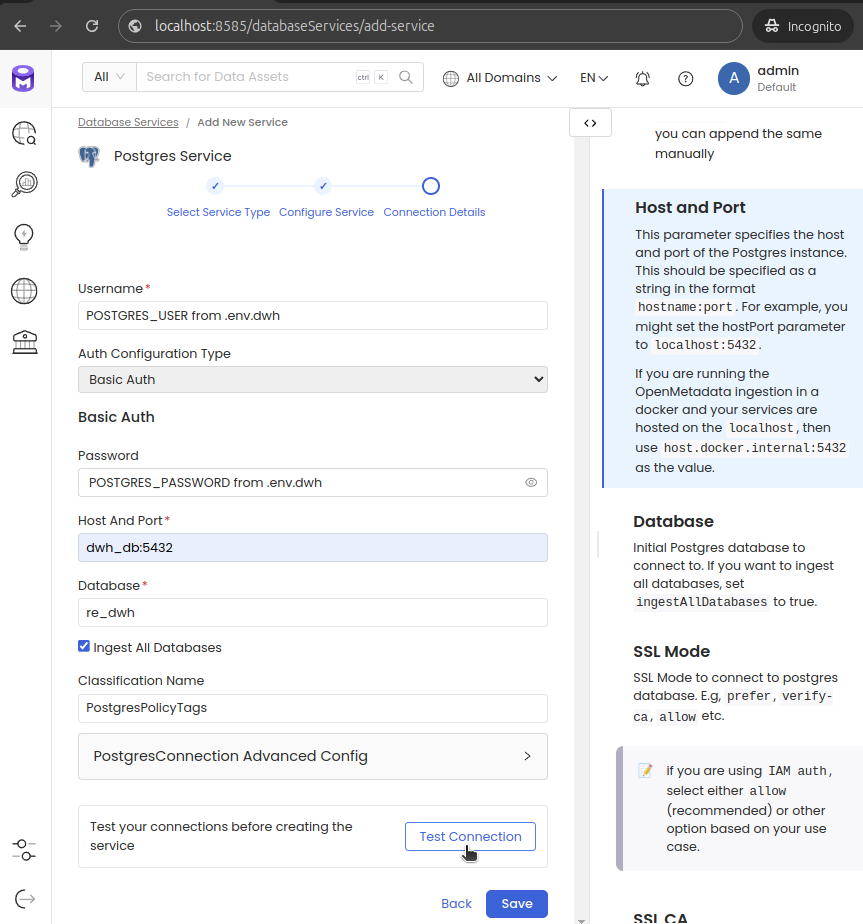 localhost:8585/databaseServices/add-service
Incognito
All
Search for Data Assets
ctrl K
All Domains
EN
A
admin
Default
Database Services / Add New Service
Postgres Service
Select Service Type
Configure Service
Connection Details
Username*
POSTGRES_USER from .env.dwh
Auth Configuration Type
Basic Auth
Basic Auth
Password
POSTGRES_PASSWORD from .env.dwh
Host And Port*
dwh_db:5432
Database*
re_dwh
Ingest All Databases
Classification Name
PostgresPolicyTags
PostgresConnection Advanced Config
Test your connections before creating the
service
Test Connection
Back
Save
you can append the same
manually
Host and Port
This parameter specifies the host
and port of the Postgres instance.
This should be specified as a
string in the format
hostname:port. For example, you
might set the hostPort parameter
to localhost:5432.
If you are running the
OpenMetadata ingestion in a
docker and your services are
hosted on the localhost, then
use host.docker.internal:5432
as the value.
Database
Initial Postgres database to
connect to. If you want to ingest
all databases, set
ingestAllDatabases to true.
SSL Mode
SSL Mode to connect to postgres
database. E.g, prefer, verify-
ca, allow etc.
if you are using IAM auth,
select either allow
(recommended) or other
option based on your use
case.
SSL CA